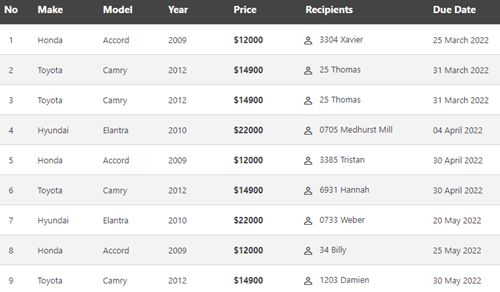 No Make Model Year Price Recipients Due Date
1 Honda Accord 2009 $12000 3304 Xavier 25 March 2022
2 Toyota Camry 2012 $14900 25 Thomas 31 March 2022
3 Toyota Camry 2012 $14900 25 Thomas 31 March 2022
4 Hyundai Elantra 2010 $22000 0705 Medhurst Mill 04 April 2022
5 Honda Accord 2009 $12000 3385 Tristan 30 April 2022
6 Toyota Camry 2012 $14900 6931 Hannah 30 April 2022
7 Hyundai Elantra 2010 $22000 0733 Weber 20 May 2022
8 Honda Accord 2009 $12000 34 Billy 25 May 2022
9 Toyota Camry 2012 $14900 1203 Damien 30 May 2022